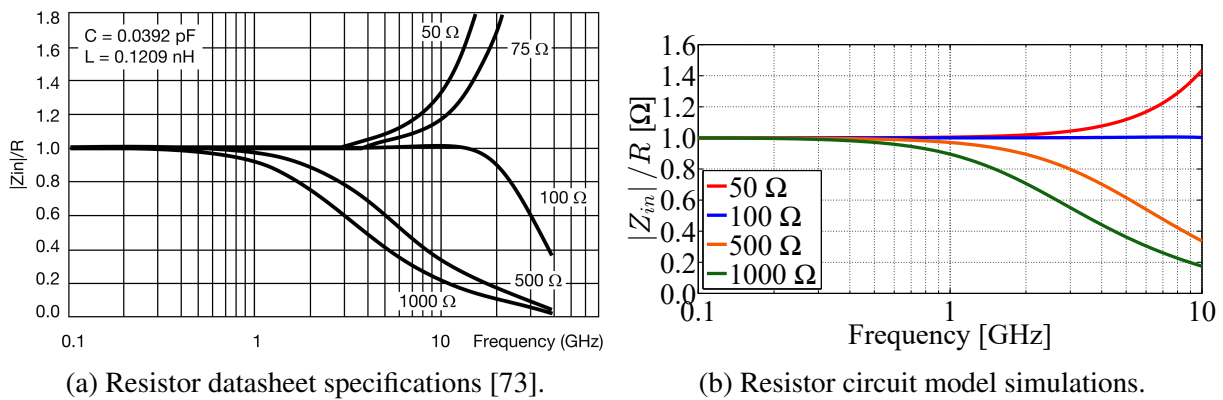 1.8
1.6
1.4
1.2
1.0
0.8
0.6
0.4
0.2
0.0
|Zin|/R
C = 0.0392 pF
L = 0.1209 nH
50 Ω
75 Ω
100 Ω
500 Ω
1000 Ω
0.1
1
10
Frequency (GHz)
(a) Resistor datasheet specifications [73].
1.6
1.4
1.2
1.0
0.8
0.6
0.4
0.2
0.0
|Z_in| /R [Ω]
50 Ω
100 Ω
500 Ω
1000 Ω
0.1
1
10
Frequency [GHz]
(b) Resistor circuit model simulations.